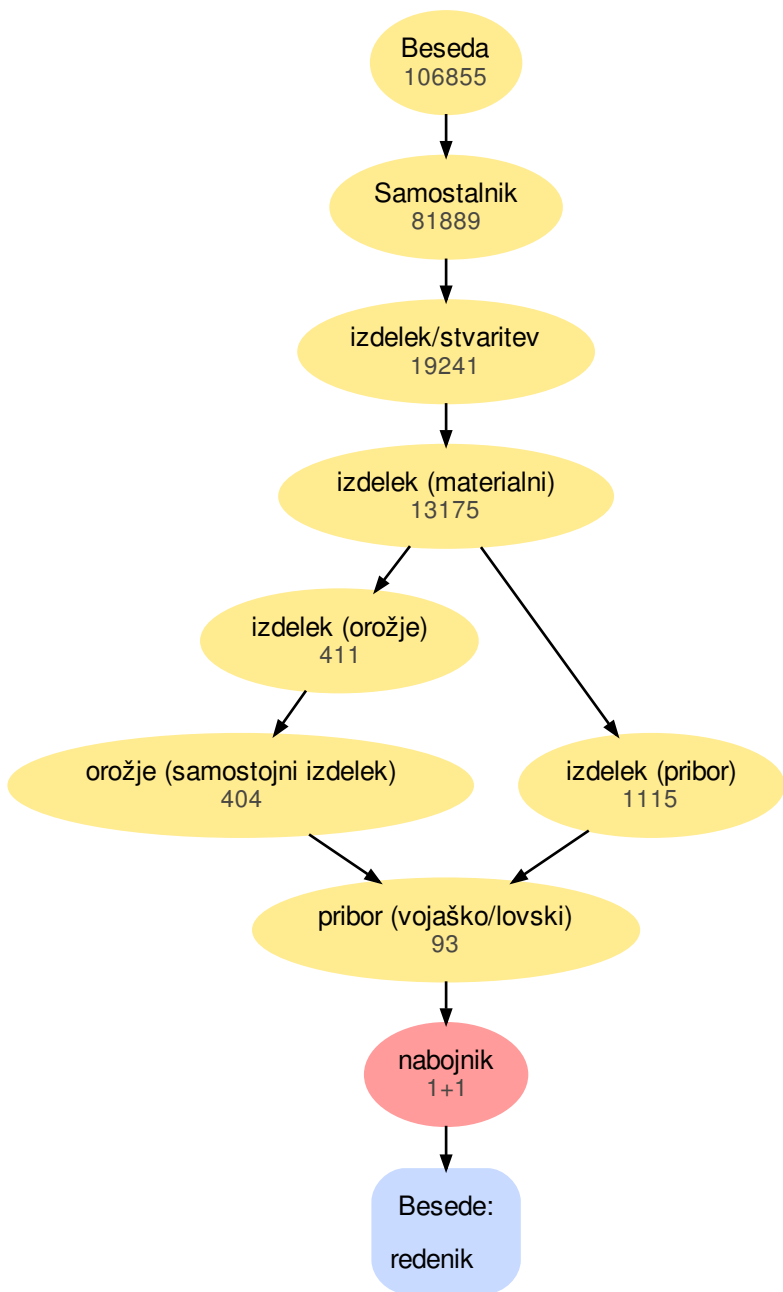 Beseda
106855
Samostalnik
81889
izdelek/stvaritev
19241
izdelek (materialni)
13175
izdelek (orožje)
411
orožje (samostojni izdelek)
404
izdelek (pribor)
1115
pribor (vojaško/lovski)
93
nabojnik
1+1
Besede:
redenik